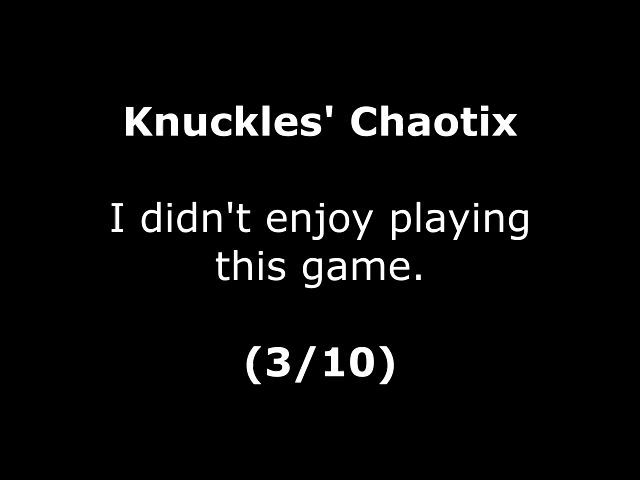 Knuckles' Chaotix
I didn't enjoy playing
this game.
(3/10)